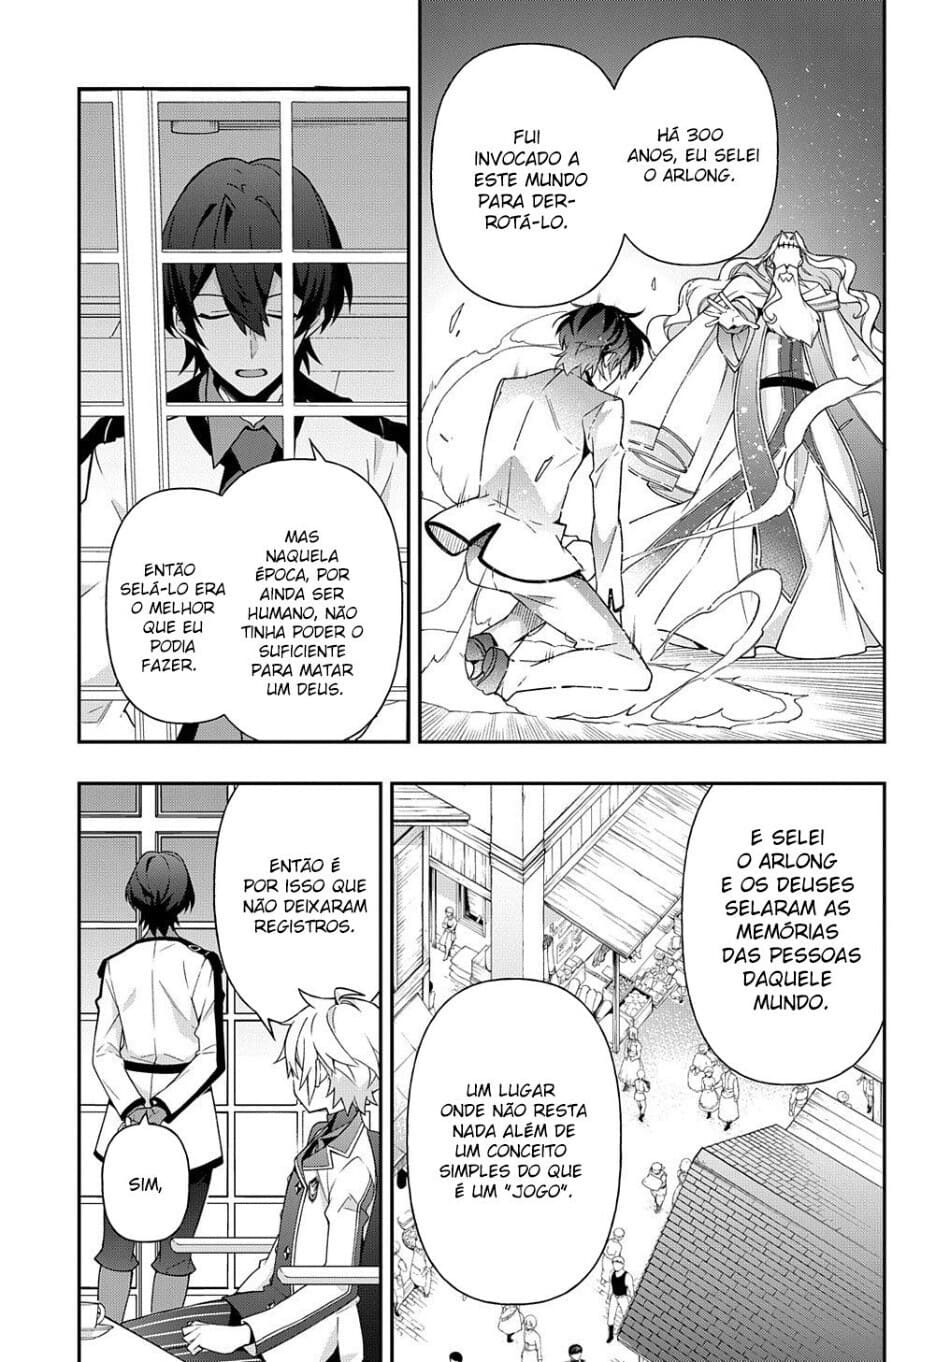 HÁ 300
ANOS, EU SELEI
O ARLONG.
FUI
INVOCADO A
ESTE MUNDO
PARA DER-
ROTÁ-LO.
MAS
NAQUELA
ÉPOCA, POR
AINDA SER
HUMANO, NÃO
TINHA PODER O
SUFICIENTE
PARA MATAR
UM DEUS.
ENTÃO
SELÁ-LO ERA
O MELHOR
QUE EU
PODIA
FAZER.
E SELEI
O ARLONG
E OS DEUSES
SELARAM AS
MEMÓRIAS
DAS PESSOAS
DAQUELE
MUNDO.
UM LUGAR
ONDE NÃO RESTA
NADA ALÉM DE
UM CONCEITO
SIMPLES DO QUE
É UM "JOGO".
ENTÃO É
POR ISSO QUE
NÃO DEIXARAM
REGISTROS.
SIM,